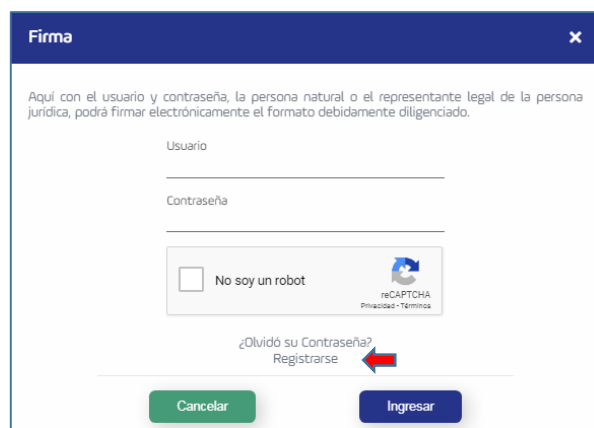 Firma
Aquí con el usuario y contraseña, la persona natural o el representante legal de la persona
jurídica, podrá firmar electrónicamente el formato debidamente diligenciado.
Usuario
Contraseña
No soy un robot
reCAPTCHA
Privacidad - Términos
¿Olvidó su Contraseña?
Registrarse
Cancelar
Ingresar